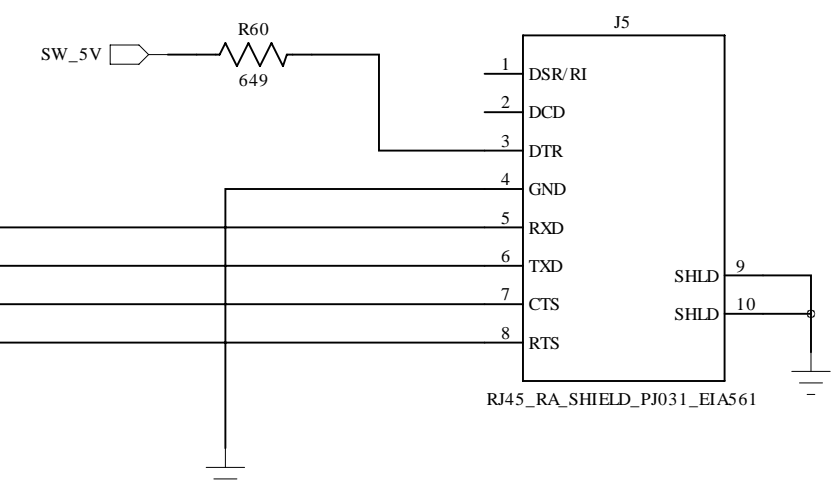 J5
R60
SW_5V
649
1 DSR/RI
2 DCD
3 DTR
4 GND
5 RXD
6 TXD
SHLD 9
7 CTS
SHLD 10
8 RTS
RJ45_RA_SHIELD_PJ031_EIA561